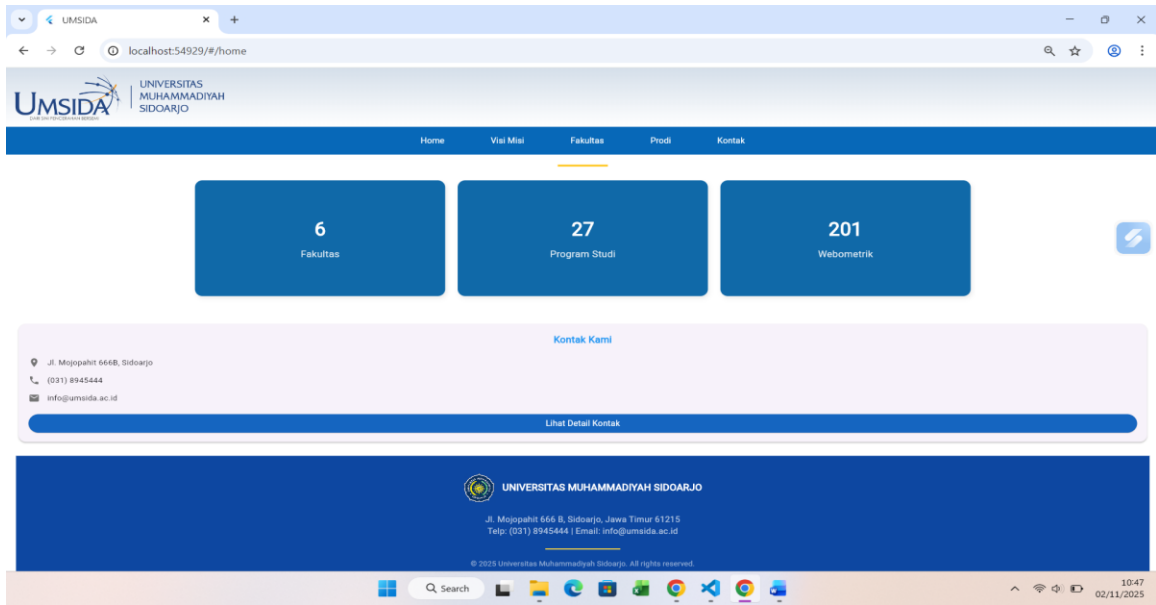 UMSIDA
localhost:54929/#/home
UMSIDA
UNIVERSITAS
MUHAMMADIYAH
SIDOARJO
Home Visi Misi Fakultas Prodi Kontak
6
Fakultas
27
Program Studi
201
Webometrik
Kontak Kami
Jl. Mojopahit 666B, Sidoarjo
(031) 8945444
info@umsida.ac.id
Lihat Detail Kontak
UNIVERSITAS MUHAMMADIYAH SIDOARJO
Jl. Mojopahit 666 B, Sidoarjo, Jawa Timur 61215
Telp: (031) 8945444 | Email: info@umsida.ac.id
© 2025 Universitas Muhammadiyah Sidoarjo. All rights reserved.
Search
10:47
02/11/2025